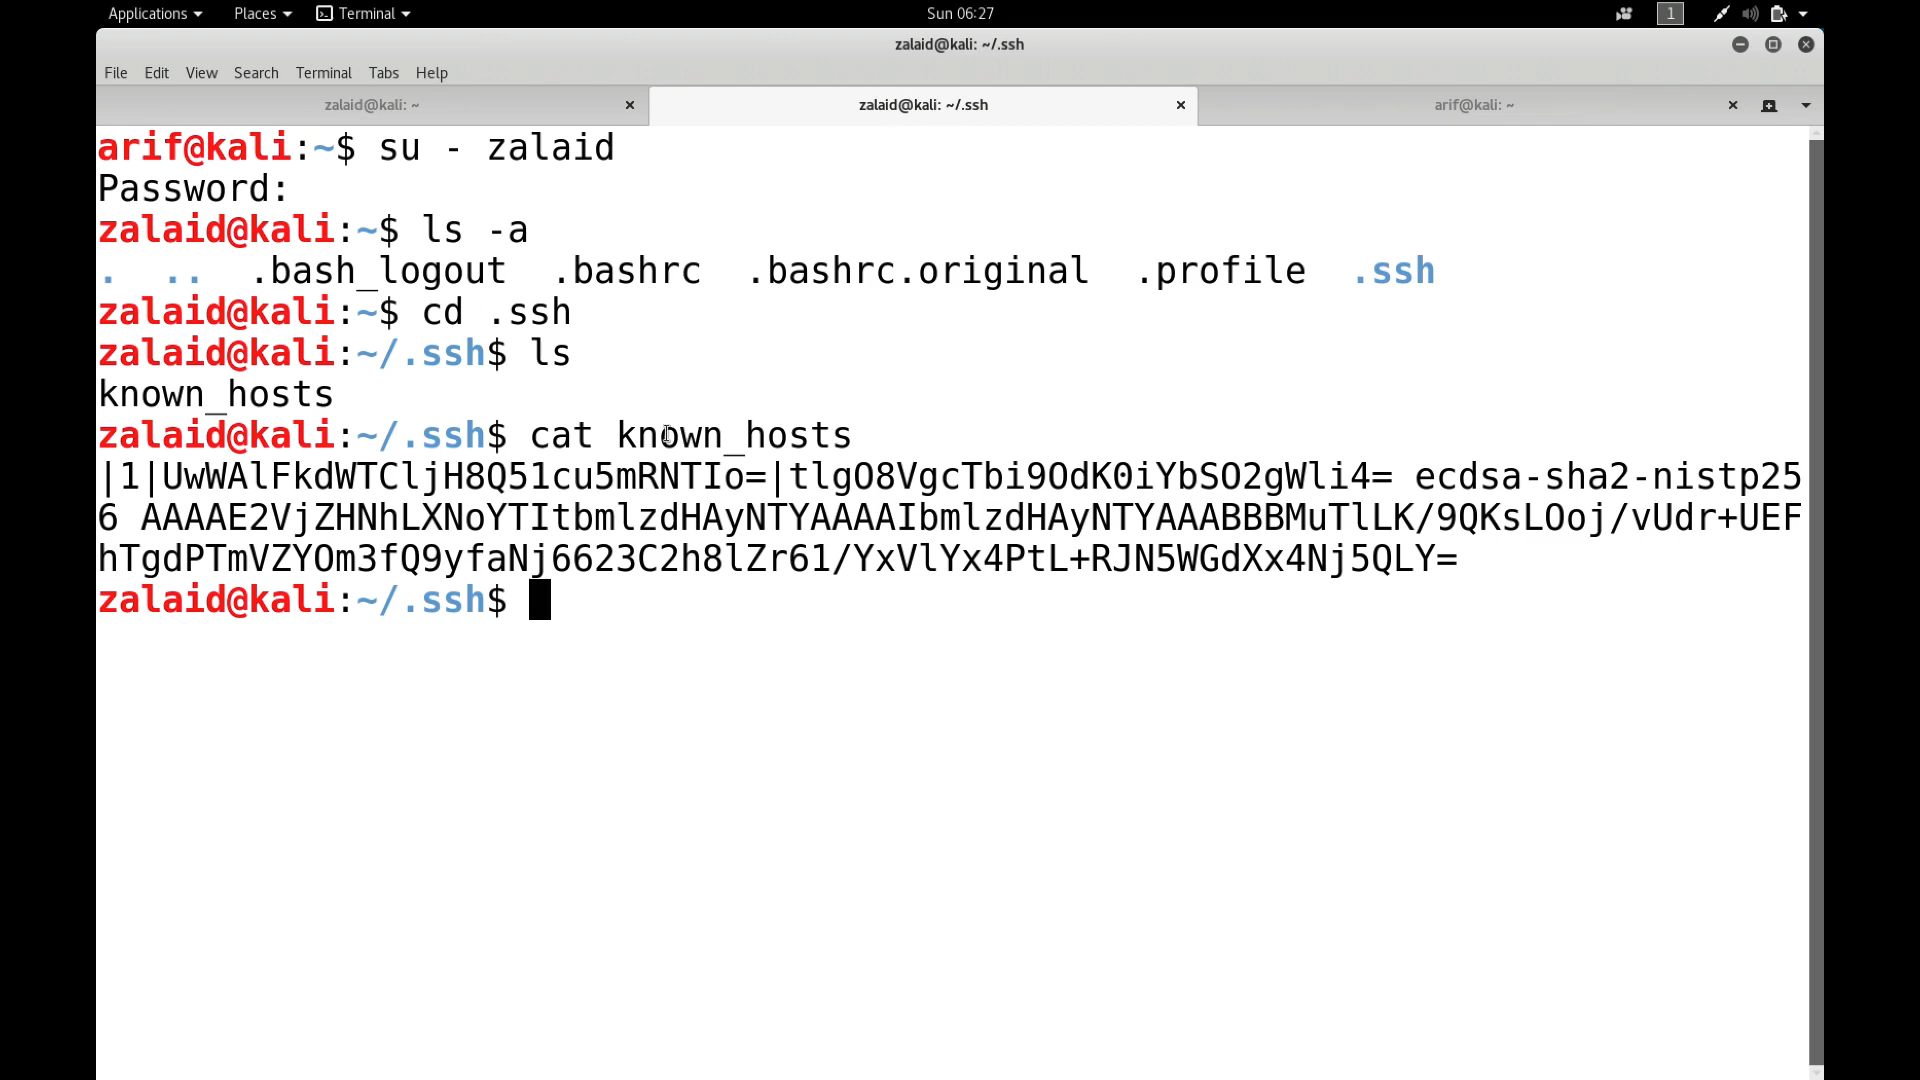 Applications Places Terminal Sun 06:27 1
zalaid@kali: ~/.ssh
File Edit View Search Terminal Tabs Help
zalaid@kali: ~ zalaid@kali: ~/.ssh arif@kali: ~
arif@kali:~$ su - zalaid
Password:
zalaid@kali:~$ ls -a
. .. .bash_logout .bashrc .bashrc.original .profile .ssh
zalaid@kali:~$ cd .ssh
zalaid@kali:~/.ssh$ ls
known_hosts
zalaid@kali:~/.ssh$ cat known_hosts
|1|UwWAlFkdWTCljH8Q51cu5mRNTIo=|tlgO8VgcTbi9OdK0iYbSO2gWli4= ecdsa-sha2-nistp25
6 AAAAE2VjZHNhLXNoYTItbmlzdHAyNTYAAAAIbmlzdHAyNTYAAABBBMuTlLK/9QKsLOoj/vUdr+UEF
hTgdPTmVZYOm3fQ9yfaNj6623C2h8lZr61/YxVlYx4PtL+RJN5WGdXx4Nj5QLY=
zalaid@kali:~/.ssh$